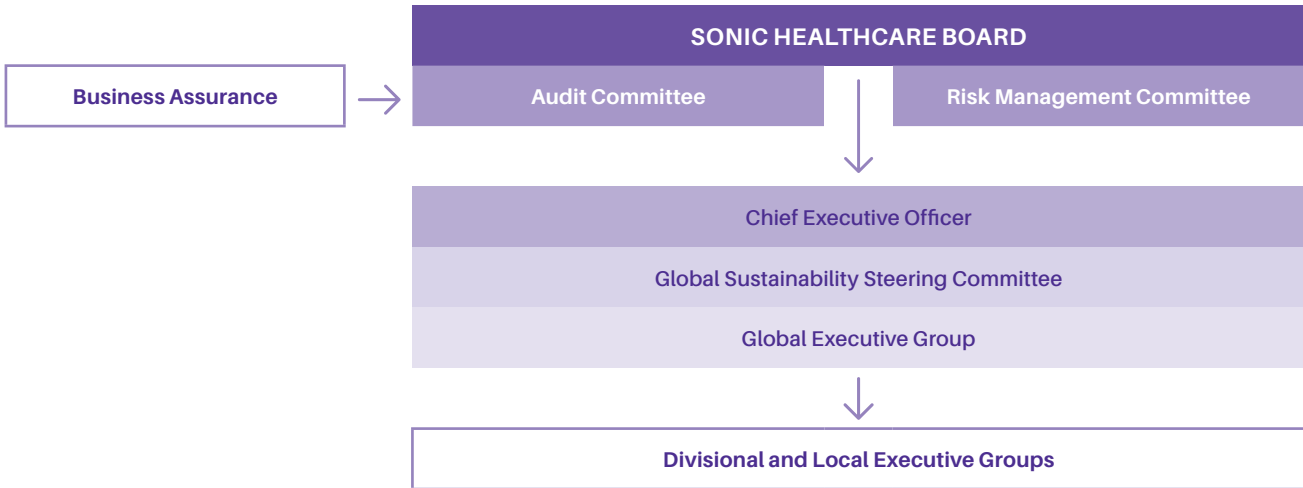 SONIC HEALTHCARE BOARD
Business Assurance
Audit Committee
Risk Management Committee
Chief Executive Officer
Global Sustainability Steering Committee
Global Executive Group
Divisional and Local Executive Groups